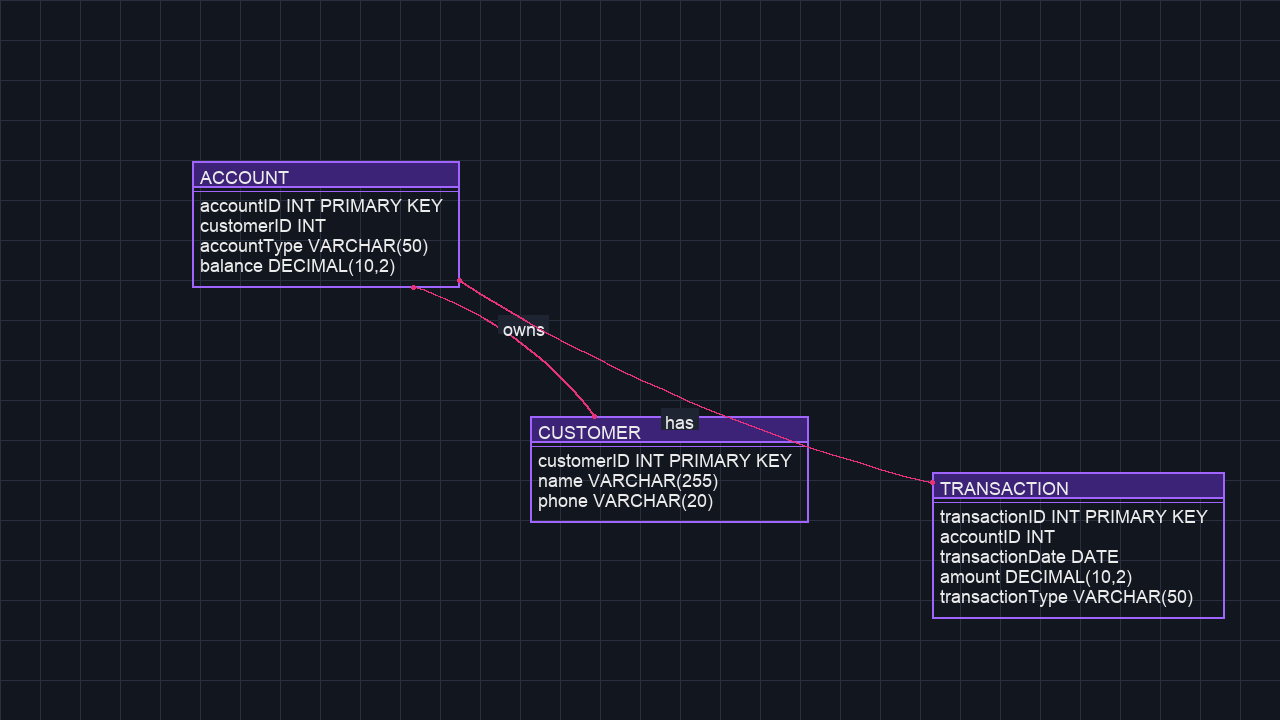 ACCOUNT
accountID INT PRIMARY KEY
customerID INT
accountType VARCHAR(50)
balance DECIMAL(10,2)
owns
has
CUSTOMER
customerID INT PRIMARY KEY
name VARCHAR(255)
phone VARCHAR(20)
TRANSACTION
transactionID INT PRIMARY KEY
accountID INT
transactionDate DATE
amount DECIMAL(10,2)
transactionType VARCHAR(50)